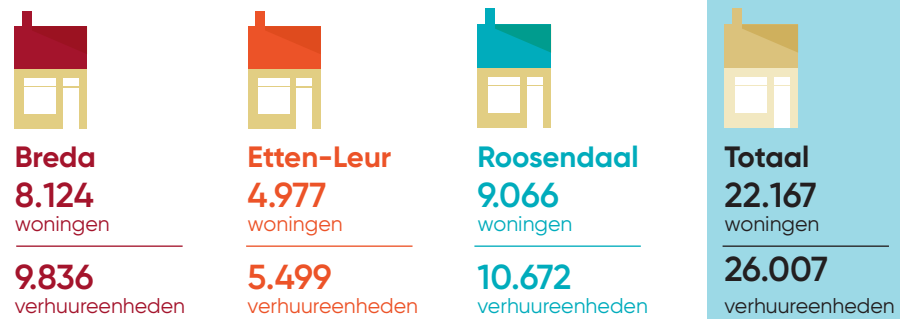 Breda
8.124
woningen
9.836
verhuureenheden
Etten-Leur
4.977
woningen
5.499
verhuureenheden
Roosendaal
9.066
woningen
10.672
verhuureenheden
Totaal
22.167
woningen
26.007
verhuureenheden